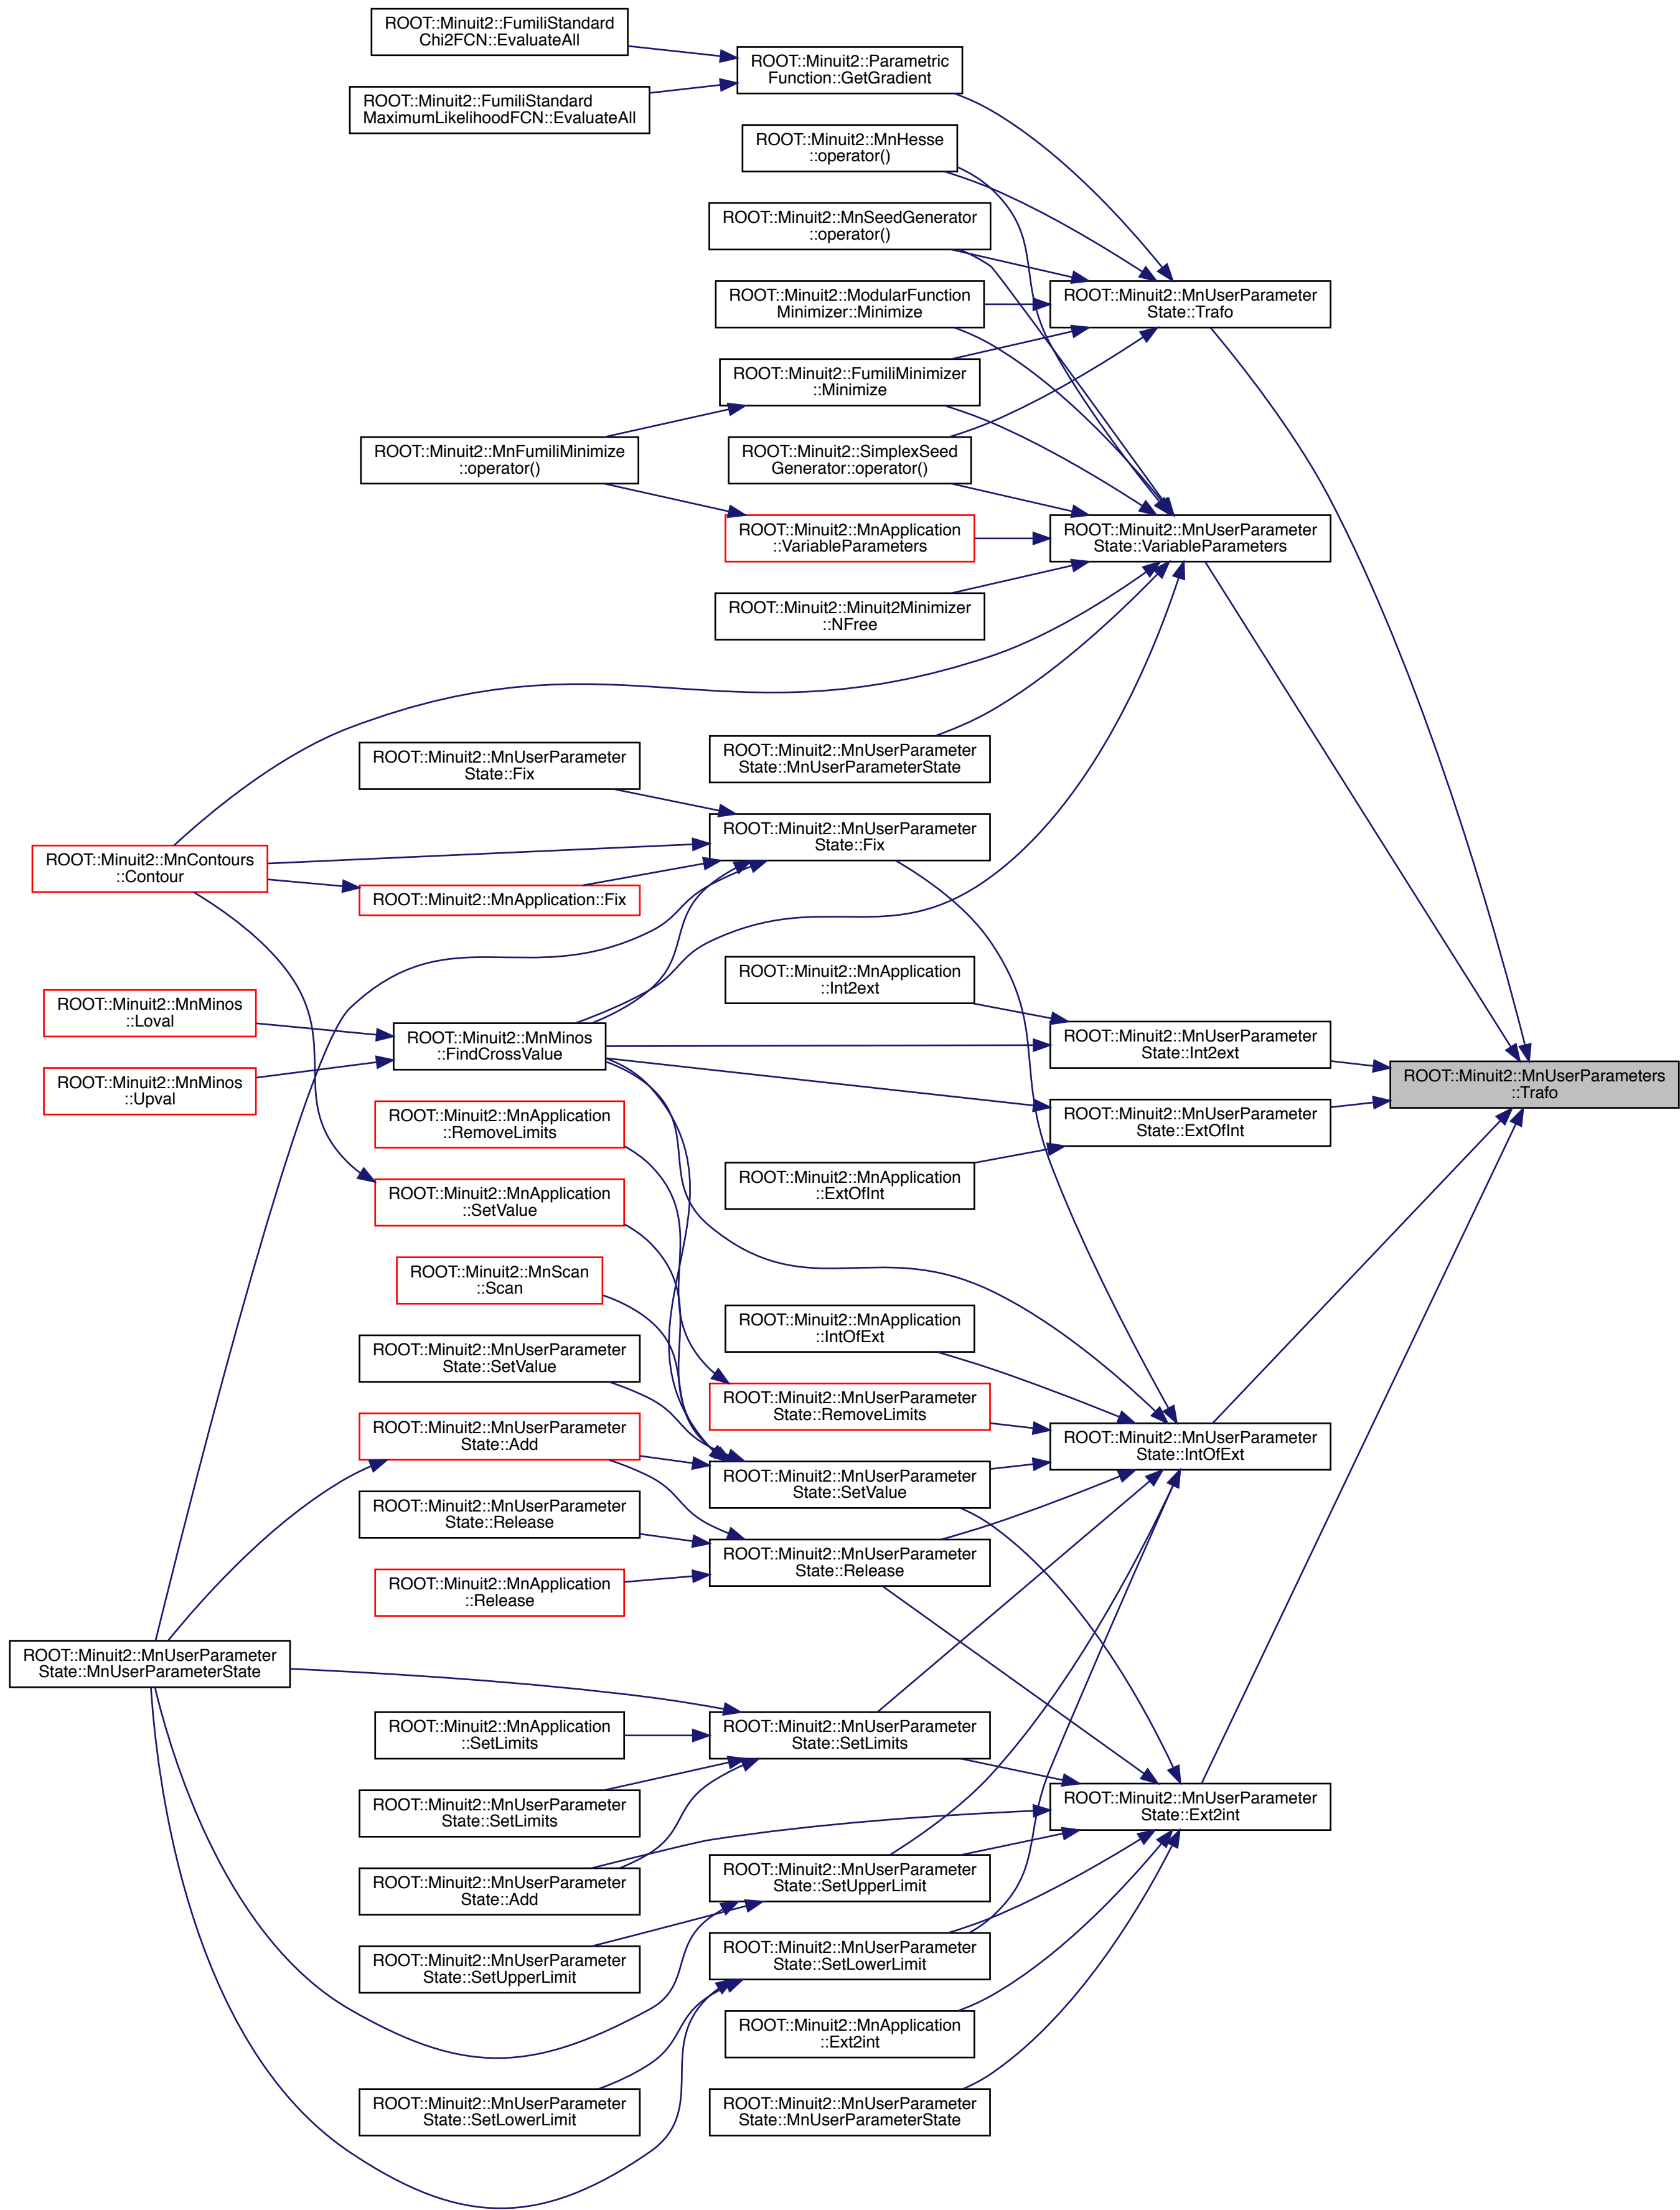 ROOT::Minuit2::FumiliStandard
Chi2FCN::EvaluateAll
ROOT::Minuit2::Parametric
Function::GetGradient
ROOT::Minuit2::FumiliStandard
MaximumLikelihoodFCN::EvaluateAll
ROOT::Minuit2::MnHesse
::operator()
ROOT::Minuit2::MnSeedGenerator
::operator()
ROOT::Minuit2::ModularFunction
Minimizer::Minimize
ROOT::Minuit2::MnUserParameter
State::Trafo
ROOT::Minuit2::FumiliMinimizer
::Minimize
ROOT::Minuit2::MnFumiliMinimize
::operator()
ROOT::Minuit2::SimplexSeed
Generator::operator()
ROOT::Minuit2::MnApplication
::VariableParameters
ROOT::Minuit2::MnUserParameter
State::VariableParameters
ROOT::Minuit2::Minuit2Minimizer
::NFree
ROOT::Minuit2::MnUserParameter
State::MnUserParameterState
ROOT::Minuit2::MnUserParameter
State::Fix
ROOT::Minuit2::MnUserParameter
State::Fix
ROOT::Minuit2::MnContours
::Contour
ROOT::Minuit2::MnApplication::Fix
ROOT::Minuit2::MnApplication
::Int2ext
ROOT::Minuit2::MnMinos
::Loval
ROOT::Minuit2::MnMinos
::FindCrossValue
ROOT::Minuit2::MnUserParameter
State::Int2ext
ROOT::Minuit2::MnUserParameters
::Trafo
ROOT::Minuit2::MnMinos
::Upval
ROOT::Minuit2::MnApplication
::RemoveLimits
ROOT::Minuit2::MnUserParameter
State::ExtOfInt
ROOT::Minuit2::MnApplication
::ExtOfInt
ROOT::Minuit2::MnApplication
::SetValue
ROOT::Minuit2::MnScan
::Scan
ROOT::Minuit2::MnApplication
::IntOfExt
ROOT::Minuit2::MnUserParameter
State::SetValue
ROOT::Minuit2::MnUserParameter
State::RemoveLimits
ROOT::Minuit2::MnUserParameter
State::Add
ROOT::Minuit2::MnUserParameter
State::IntOfExt
ROOT::Minuit2::MnUserParameter
State::SetValue
ROOT::Minuit2::MnUserParameter
State::Release
ROOT::Minuit2::MnUserParameter
State::Release
ROOT::Minuit2::MnApplication
::Release
ROOT::Minuit2::MnUserParameter
State::MnUserParameterState
ROOT::Minuit2::MnApplication
::SetLimits
ROOT::Minuit2::MnUserParameter
State::SetLimits
ROOT::Minuit2::MnUserParameter
State::SetLimits
ROOT::Minuit2::MnUserParameter
State::Ext2int
ROOT::Minuit2::MnUserParameter
State::Add
ROOT::Minuit2::MnUserParameter
State::SetUpperLimit
ROOT::Minuit2::MnUserParameter
State::SetUpperLimit
ROOT::Minuit2::MnUserParameter
State::SetLowerLimit
ROOT::Minuit2::MnApplication
::Ext2int
ROOT::Minuit2::MnUserParameter
State::SetLowerLimit
ROOT::Minuit2::MnUserParameter
State::MnUserParameterState